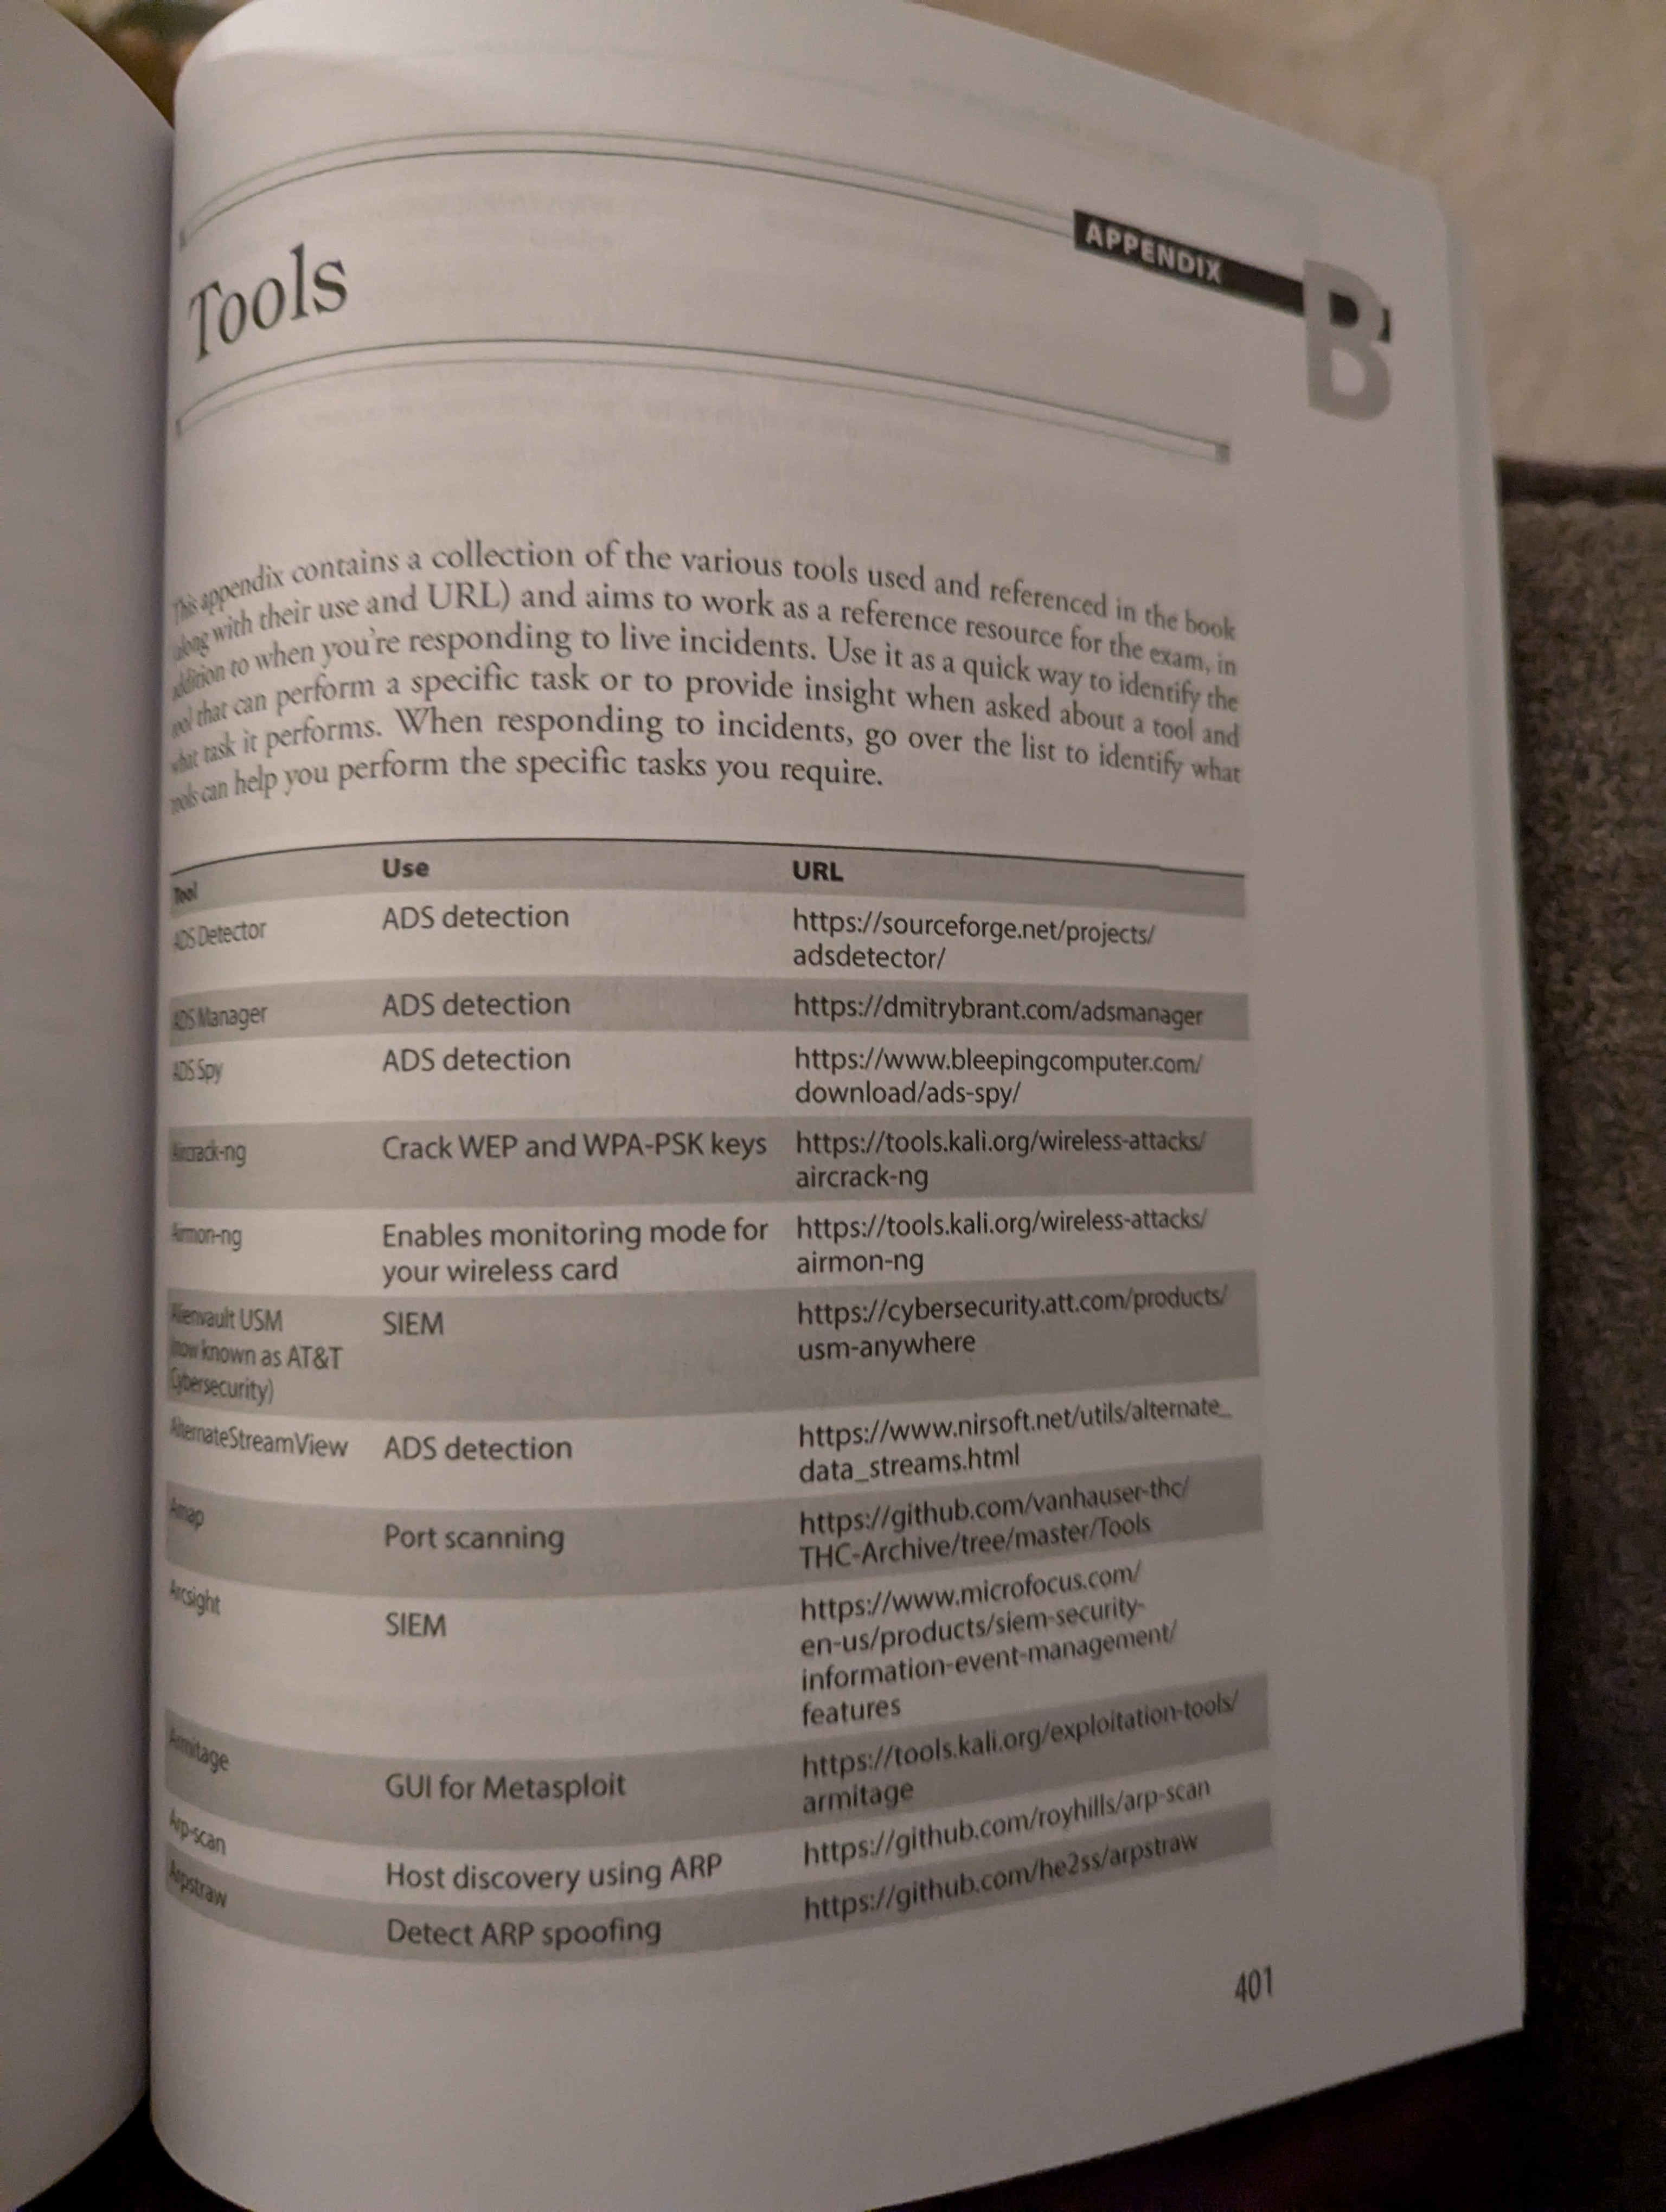 APPENDIX
B
Tools
This appendix contains a collection of the various tools used and referenced in the book
along with their use and URL) and aims to work as a reference resource for the exam, in
addition to when you're responding to live incidents. Use it as a quick way to identify the
tool that can perform a specific task or to provide insight when asked about a tool and
what task it performs. When responding to incidents, go over the list to identify what
tools can help you perform the specific tasks you require.
Tool Use URL
ADS Detector ADS detection https://sourceforge.net/projects/
adsdetector/
ADS Manager ADS detection https://dmitrybrant.com/adsmanager
ADS Spy ADS detection https://www.bleepingcomputer.com/
download/ads-spy/
Aircrack-ng Crack WEP and WPA-PSK keys https://tools.kali.org/wireless-attacks/
aircrack-ng
Airmon-ng Enables monitoring mode for https://tools.kali.org/wireless-attacks/
your wireless card airmon-ng
Alienvault USM SIEM https://cybersecurity.att.com/products/
(now known as AT&T usm-anywhere
Cybersecurity)
AlternateStreamView ADS detection https://www.nirsoft.net/utils/alternate_
data_streams.html
Amap Port scanning https://github.com/vanhauser-thc/
THC-Archive/tree/master/Tools
Arcsight SIEM https://www.microfocus.com/
en-us/products/siem-security-
information-event-management/
features
Armitage GUI for Metasploit https://tools.kali.org/exploitation-tools/
armitage
Arp-scan Host discovery using ARP https://github.com/royhills/arp-scan
Arpstraw Detect ARP spoofing https://github.com/he2ss/arpstraw
401